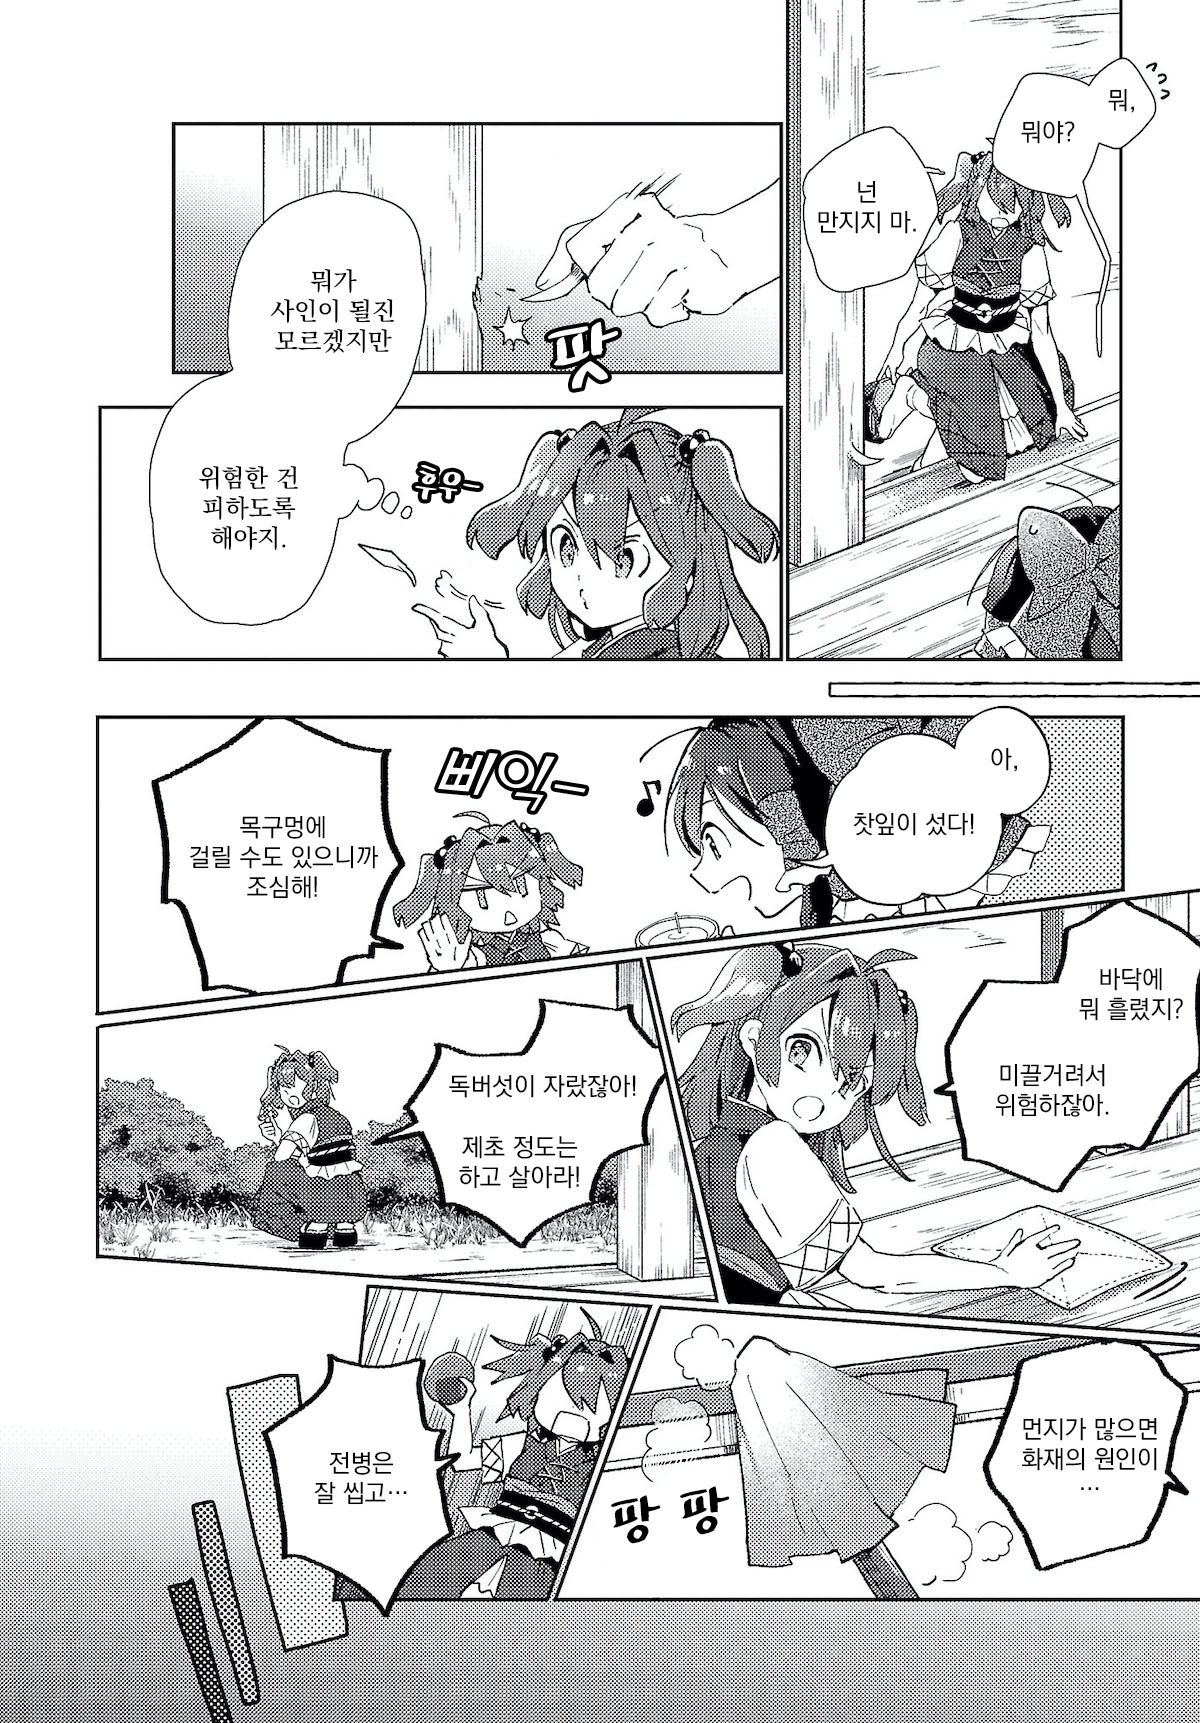 뭐,
뭐야?
넌
만지지 마.
팟
뭐가
사인이 될진
모르겠지만
위험한 건
피하도록
해야지.
후우-
아,
찻잎이 섰다!
삐익-
목구멍에
걸릴 수도 있으니까
조심해!
바닥에
뭐 흘렸지?
미끌거려서
위험하잖아.
독버섯이 자랐잖아!
제초 정도는
하고 살아라!
먼지가 많으면
화재의 원인이
…
팡 팡
전병은
잘 씹고…